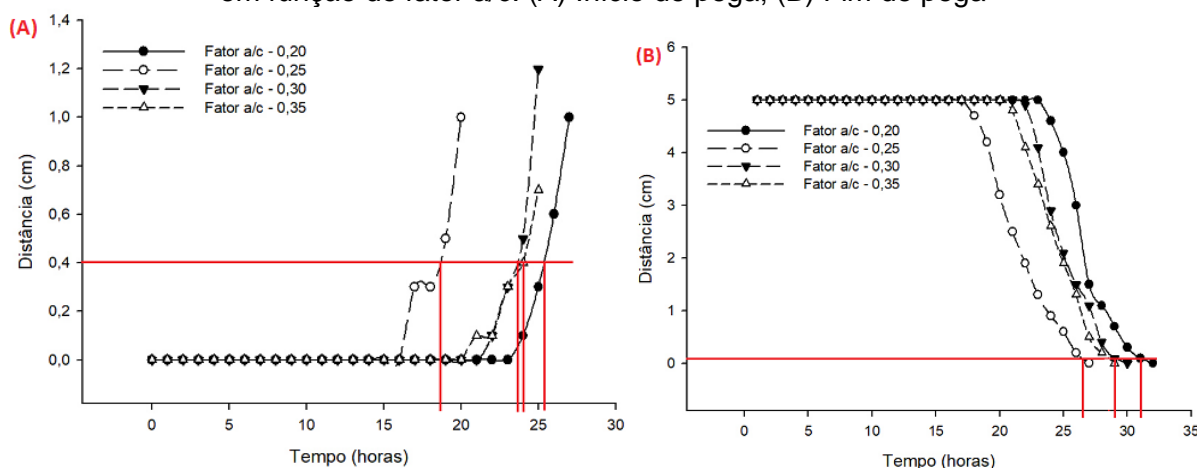 em função do fator a/c. (A) Início de pega; (B) Fim de pega
(A)
1,4
1,2
1,0
0,8
0,6
0,4
0,2
0,0
Distância (cm)
Fator a/c - 0,20
Fator a/c - 0,25
Fator a/c - 0,30
Fator a/c - 0,35
0 5 10 15 20 25 30
Tempo (horas)
(B)
6
5
4
3
2
1
0
Distância (cm)
Fator a/c - 0,20
Fator a/c - 0,25
Fator a/c - 0,30
Fator a/c - 0,35
0 5 10 15 20 25 30 35
Tempo (horas)